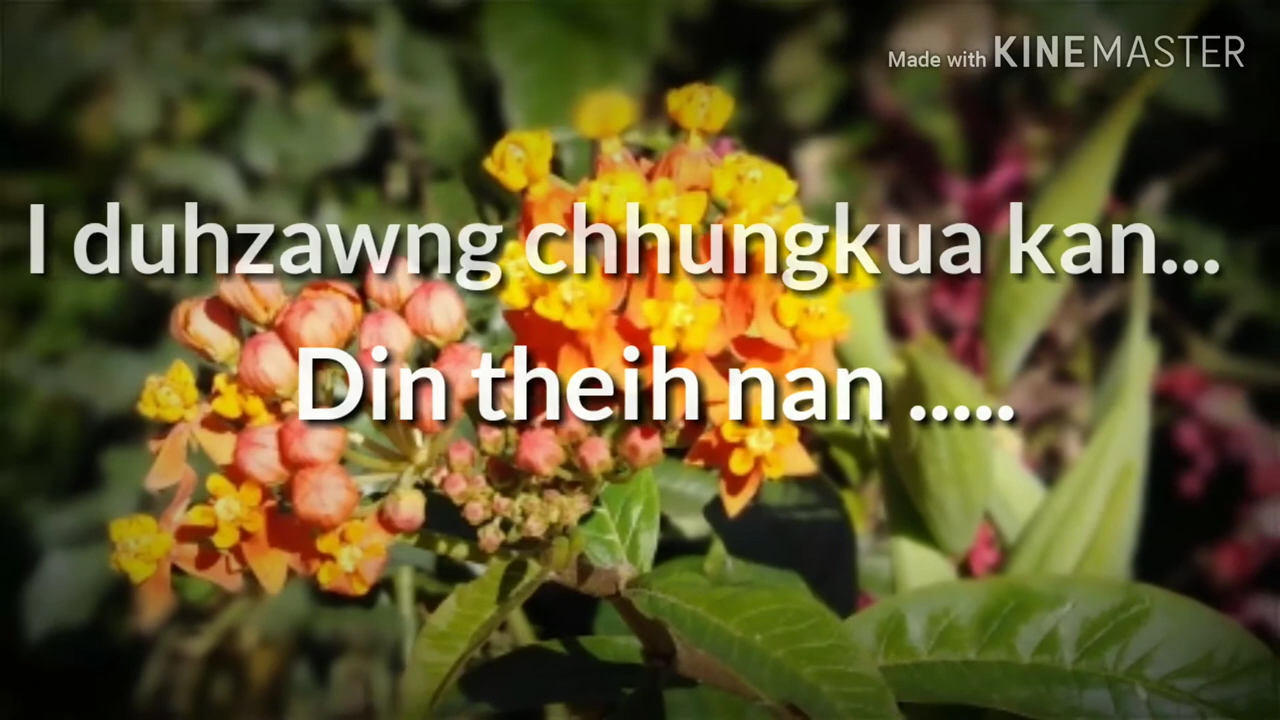 Made with KINEMASTER
I duhzawng chhungkua kan...
Din theih nan .....